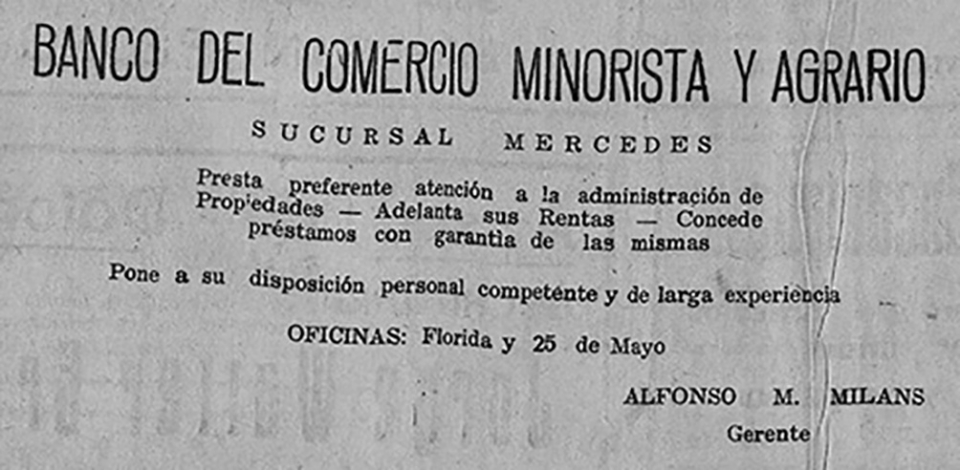 BANCO DEL COMERCIO MINORISTA Y AGRARIO
SUCURSAL MERCEDES
Presta preferente atención a la administración de
Propiedades — Adelanta sus Rentas — Concede
préstamos con garantía de las mismas
Pone a su disposición personal competente y de larga experiencia
OFICINAS: Florida y 25 de Mayo
ALFONSO M. MILANS
Gerente